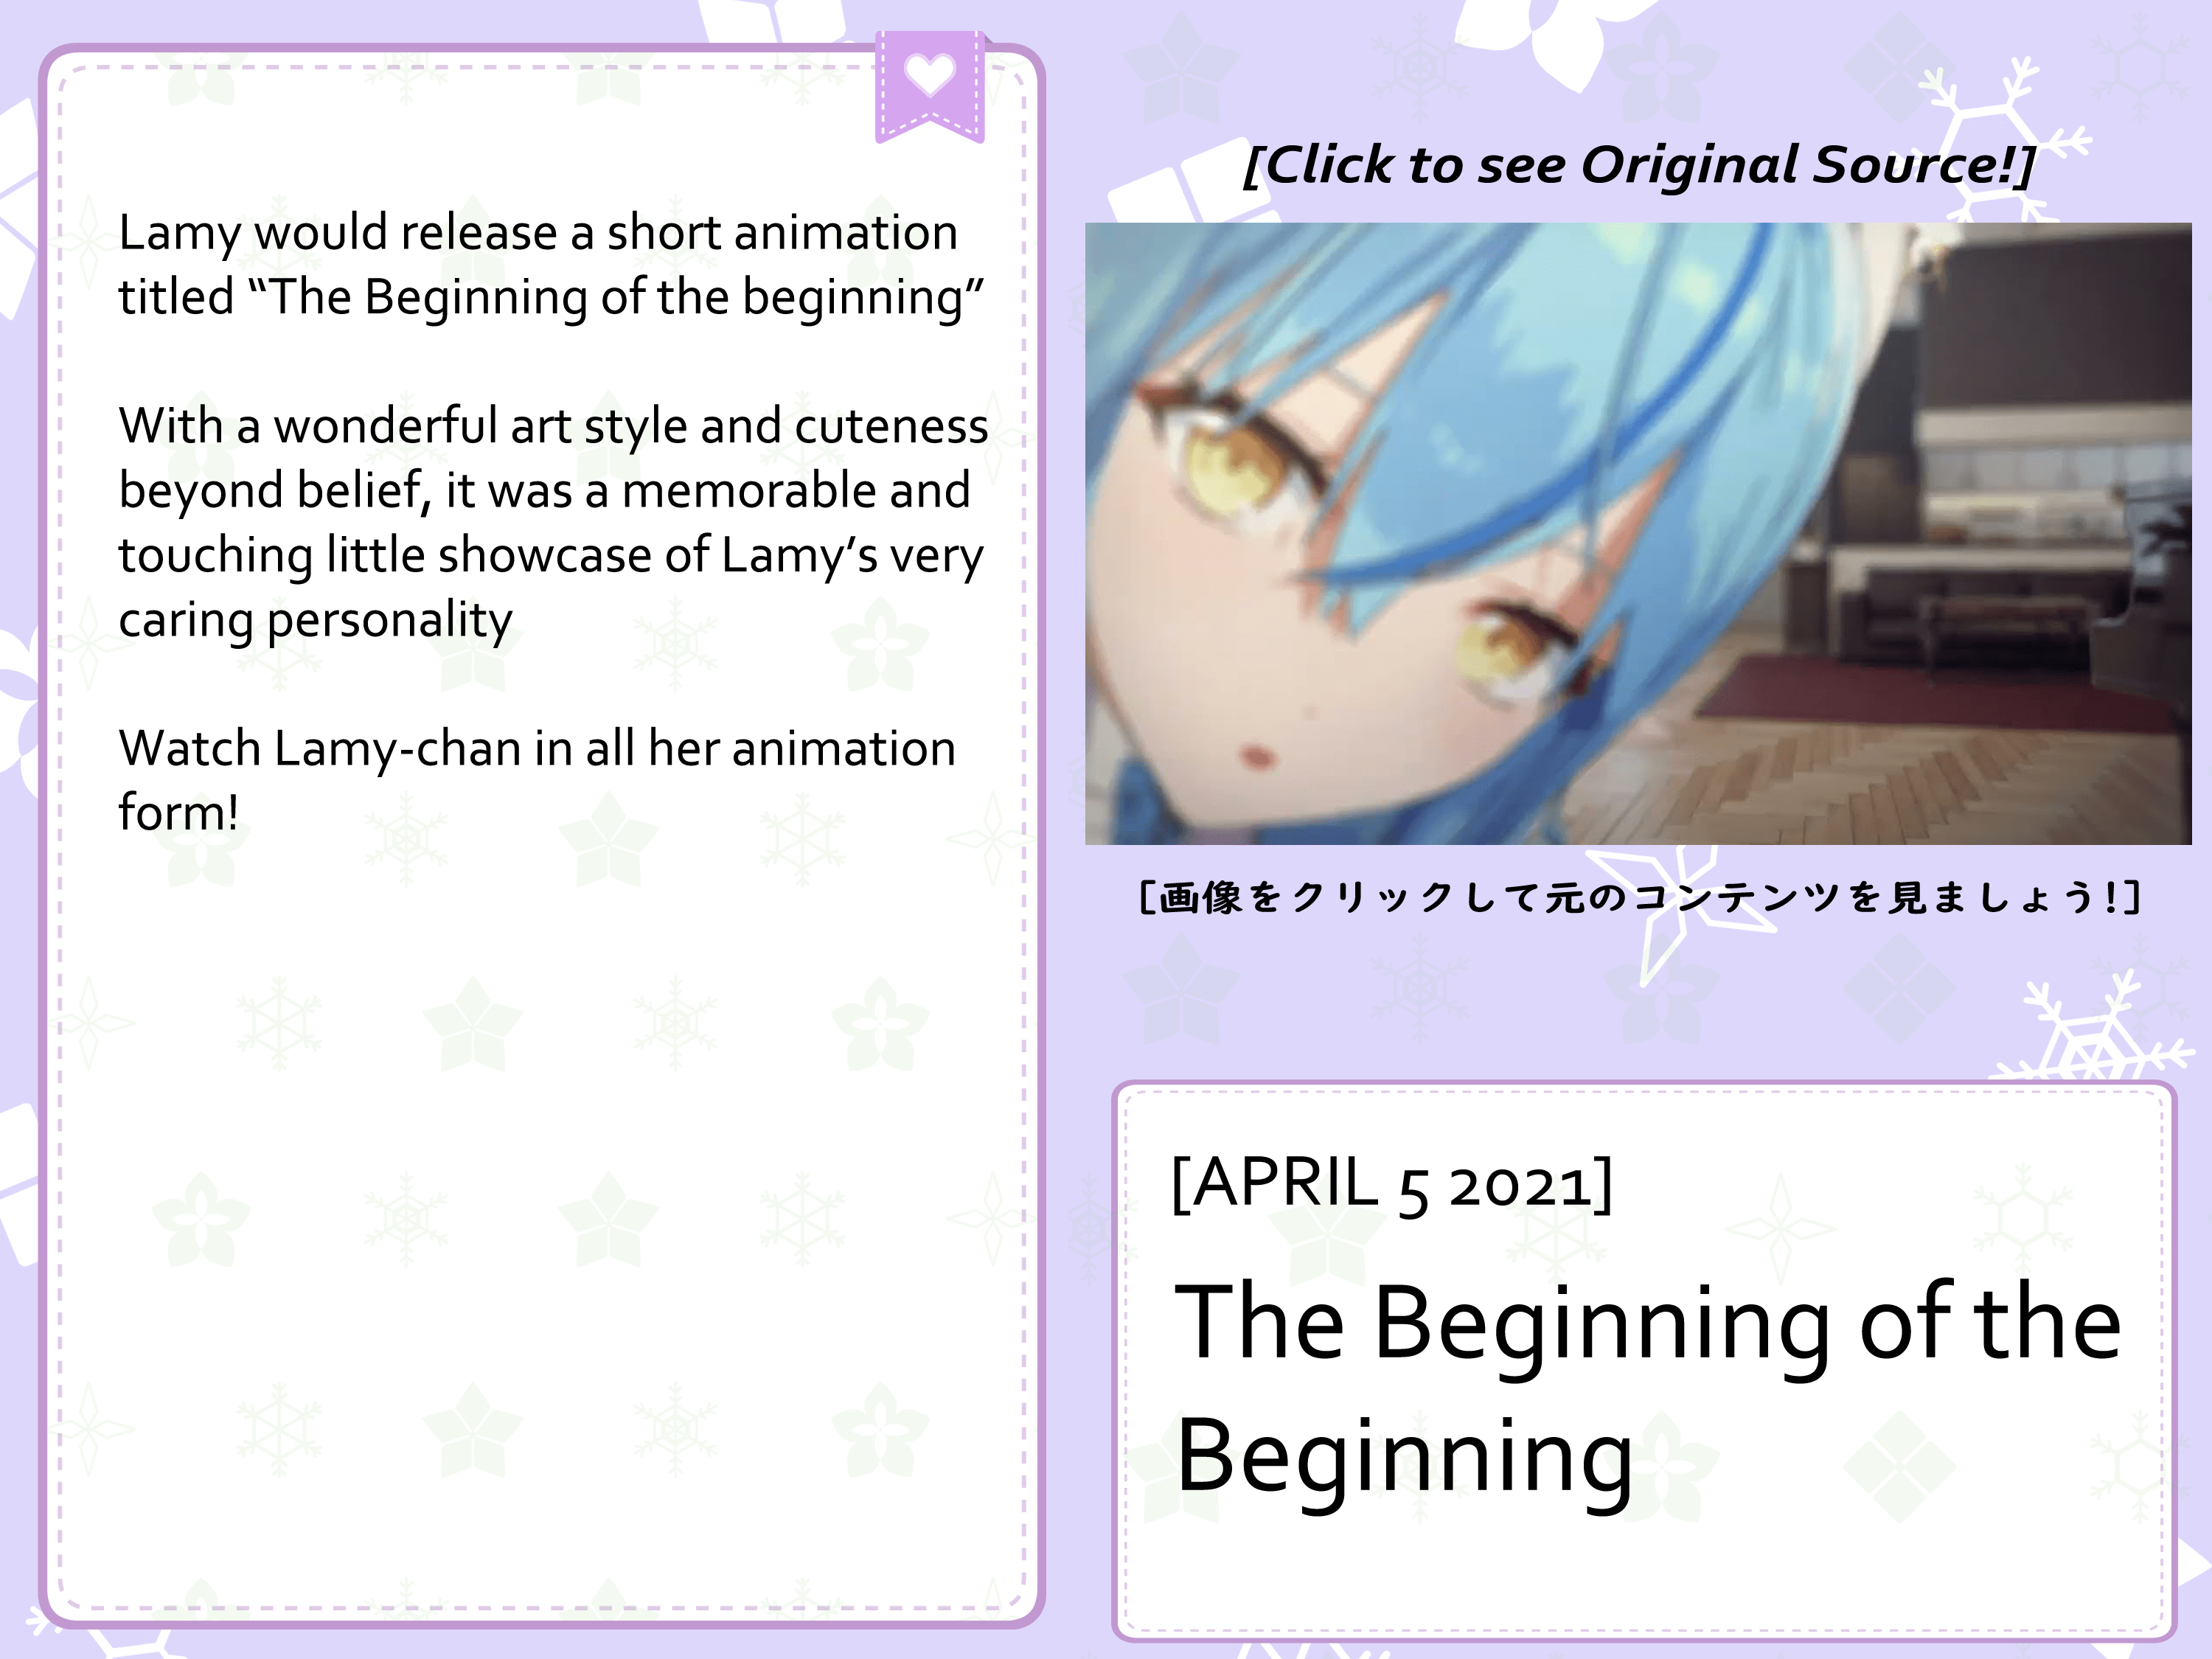 Lamy would release a short animation
titled “The Beginning of the beginning”
With a wonderful art style and cuteness
beyond belief, it was a memorable and
touching little showcase of Lamy’s very
caring personality
Watch Lamy-chan in all her animation
form!
[Click to see Original Source!]
[画像をクリックして元のコンテンツを見ましょう!]
[APRIL 5 2021]
The Beginning of the
Beginning